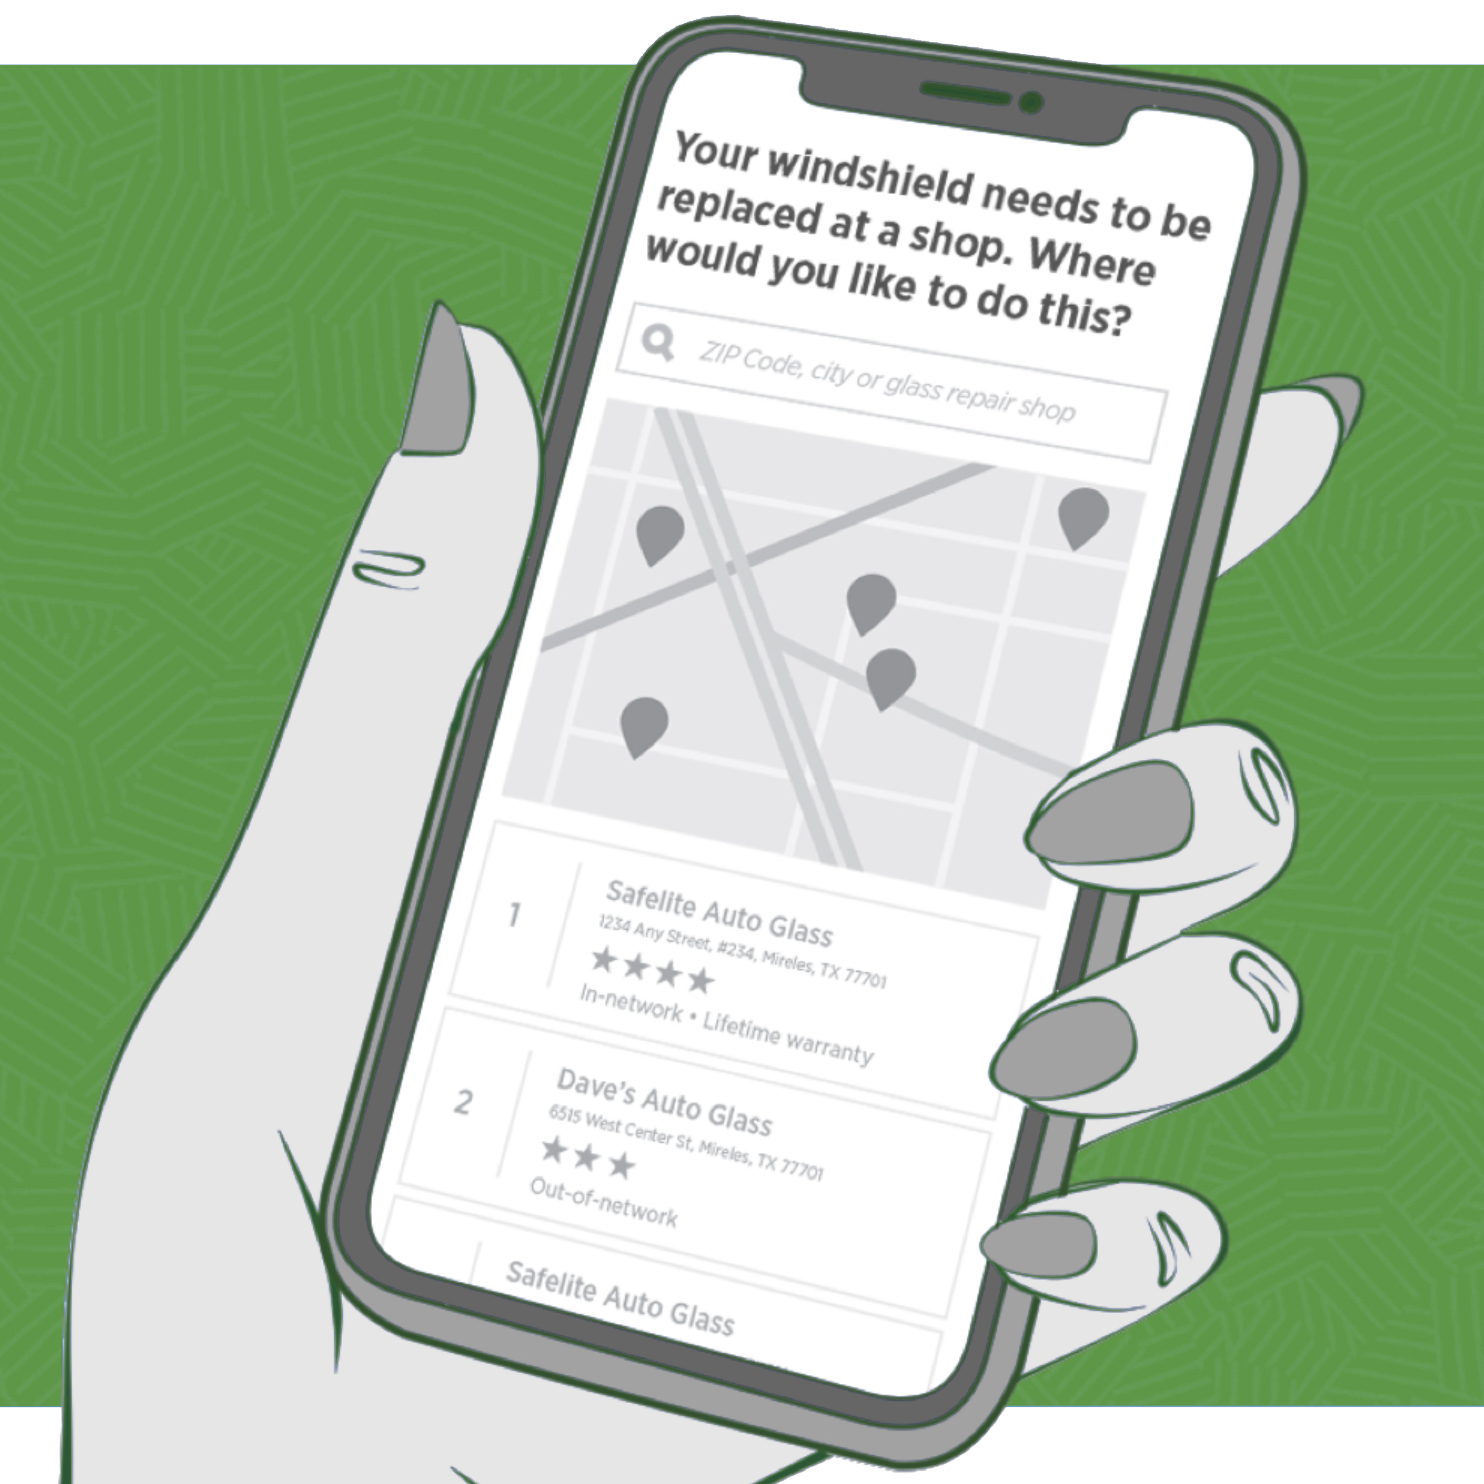 Your windshield needs to be
replaced at a shop. Where
would you like to do this?
ZIP Code, city or glass repair shop
1
Safelite Auto Glass
1234 Any Street, #234, Mireles, TX 77701
★★★★
In-network • Lifetime warranty
2
Dave's Auto Glass
6515 West Center St, Mireles, TX 77701
★★★
Out-of-network
Safelite Auto Glass